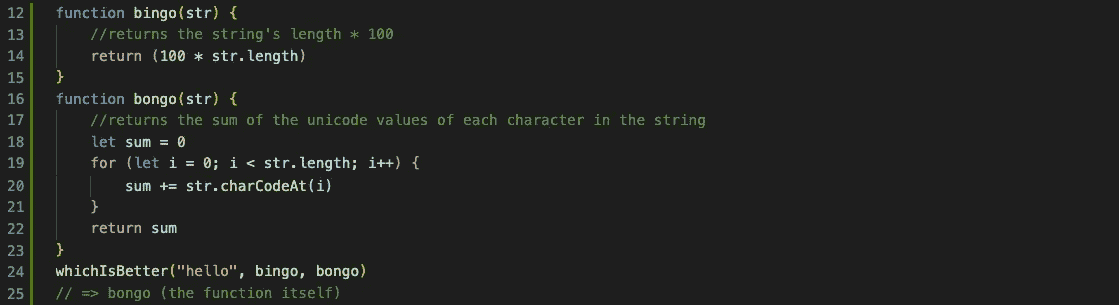 12 function bingo(str) {
13 //returns the string's length * 100
14 return (100 * str.length)
15 }
16 function bongo(str) {
17 //returns the sum of the unicode values of each character in the string
18 let sum = 0
19 for (let i = 0; i < str.length; i++) {
20 sum += str.charCodeAt(i)
21 }
22 return sum
23 }
24 whichIsBetter("hello", bingo, bongo)
25 // => bongo (the function itself)